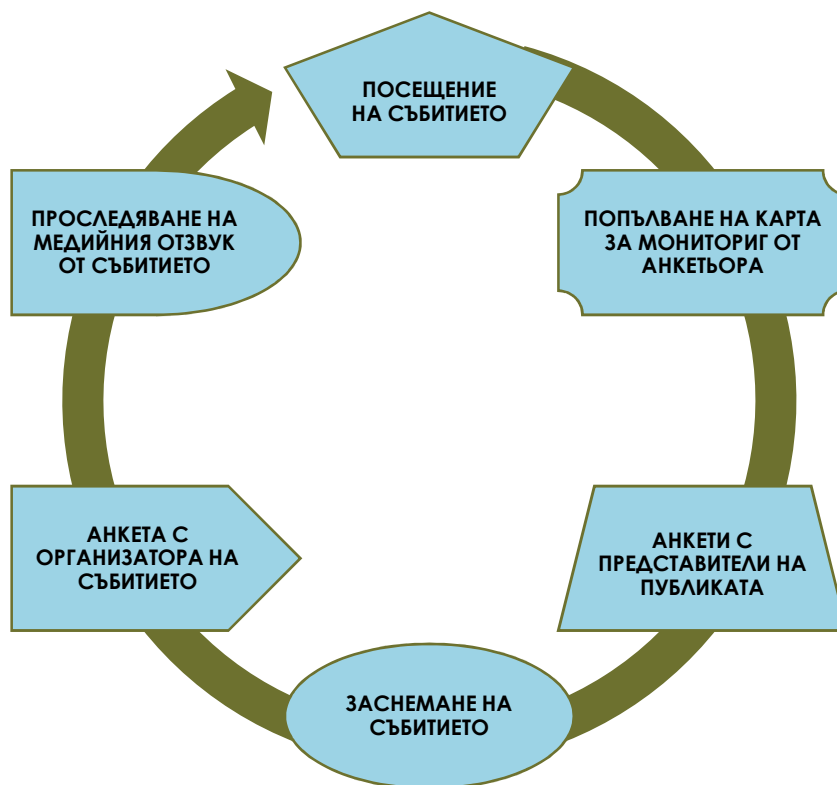 ПОСЕЩЕНИЕ
НА СЪБИТИЕТО
ПОПЪЛВАНЕ НА КАРТА
ЗА МОНИТОРИГ ОТ
АНКЕТЬОРА
АНКЕТИ С
ПРЕДСТАВИТЕЛИ НА
ПУБЛИКАТА
ЗАСНЕМАНЕ НА
СЪБИТИЕТО
АНКЕТА С
ОРГАНИЗАТОРА НА
СЪБИТИЕТО
ПРОСЛЕДЯВАНЕ НА
МЕДИЙНИЯ ОТЗВУК
ОТ СЪБИТИЕТО